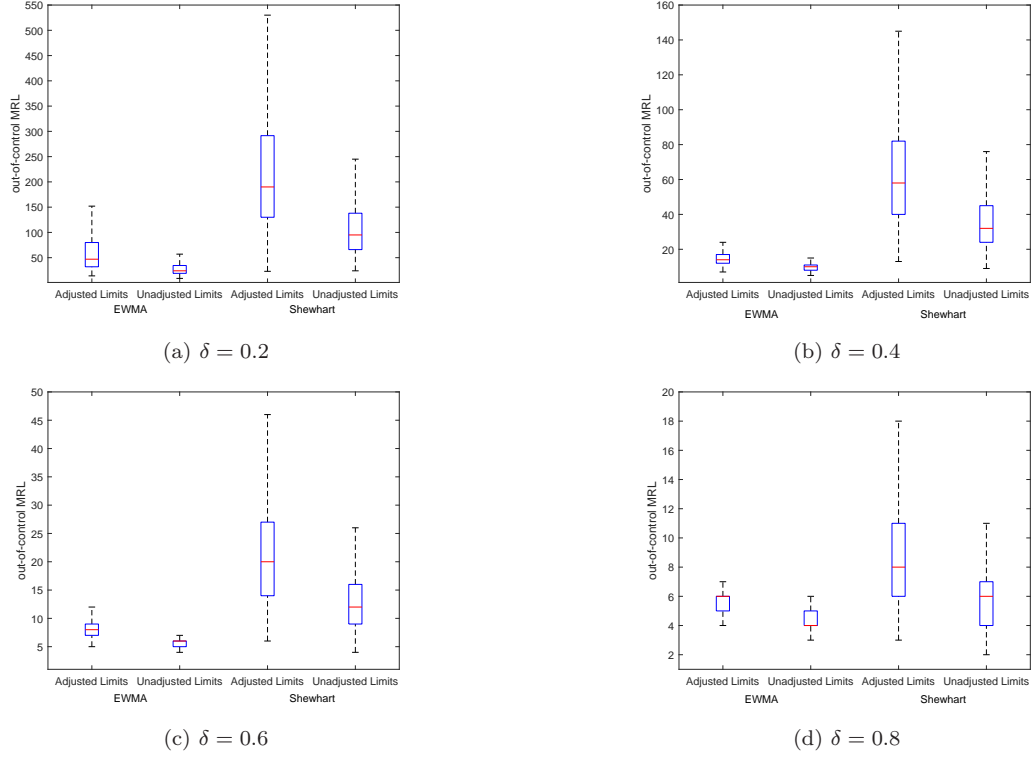 550
500
450
400
350
300
250
200
150
100
50
out-of-control MRL
Adjusted Limits Unadjusted Limits Adjusted Limits Unadjusted Limits
EWMA Shewhart
(a) δ = 0.2
160
140
120
100
80
60
40
20
out-of-control MRL
Adjusted Limits Unadjusted Limits Adjusted Limits Unadjusted Limits
EWMA Shewhart
(b) δ = 0.4
50
45
40
35
30
25
20
15
10
5
out-of-control MRL
Adjusted Limits Unadjusted Limits Adjusted Limits Unadjusted Limits
EWMA Shewhart
(c) δ = 0.6
20
18
16
14
12
10
8
6
4
2
out-of-control MRL
Adjusted Limits Unadjusted Limits Adjusted Limits Unadjusted Limits
EWMA Shewhart
(d) δ = 0.8